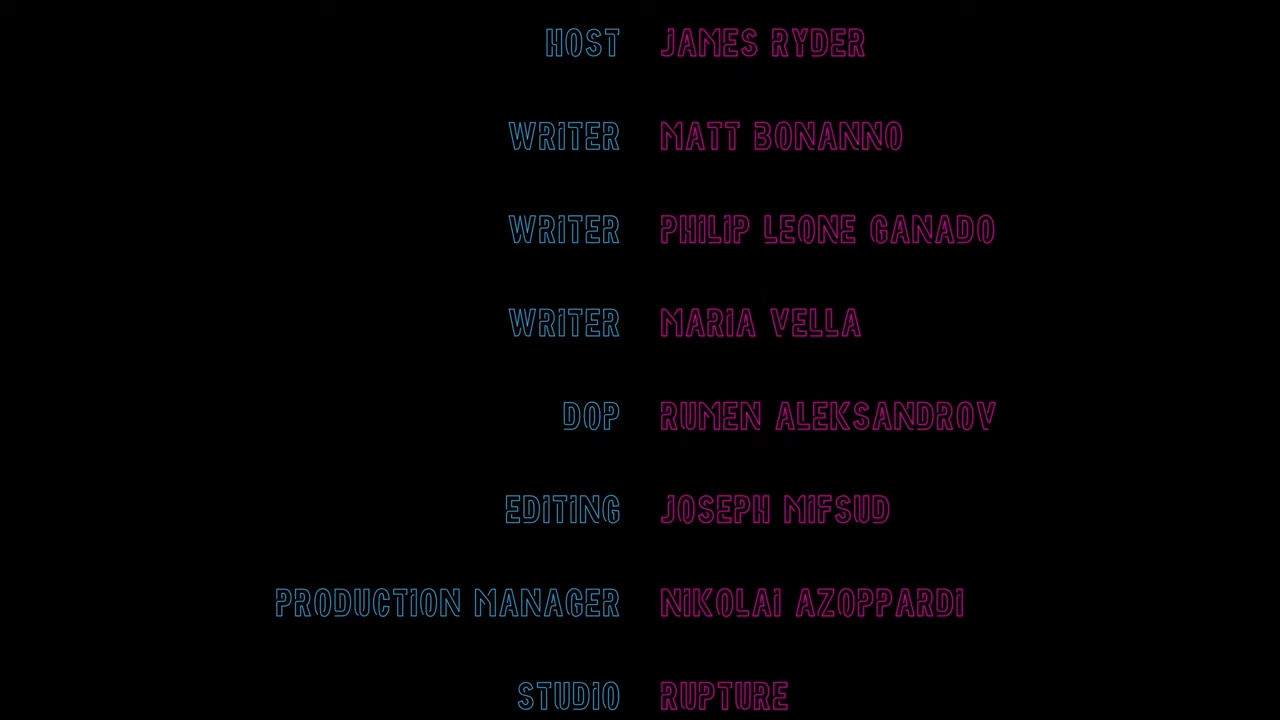 HOST JAMES RYDER
WRITER MATT BONANNO
WRITER PHILIP LEONE GANADO
WRITER MARIA VELLA
DOP RUMEN ALEKSANDROV
EDITING JOSEPH MIFSUD
PRODUCTION MANAGER NIKOLAI AZOPPARDI
STUDIO RUPTURE